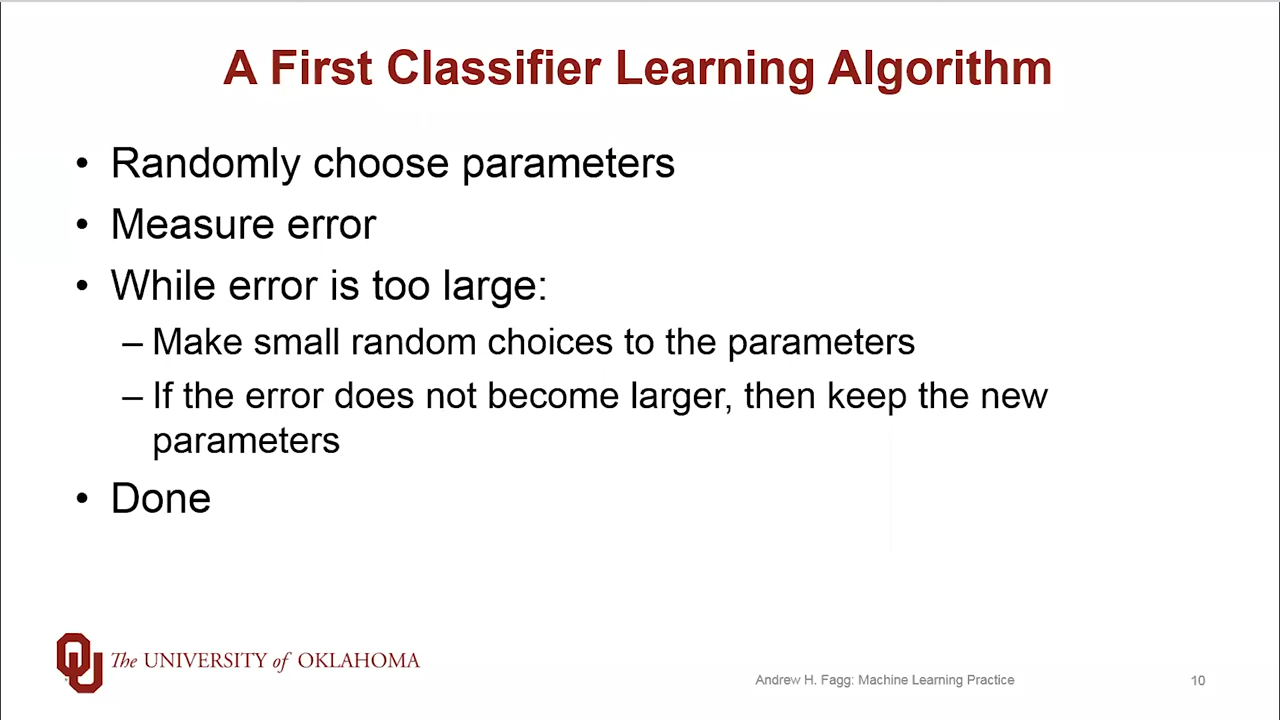 A First Classifier Learning Algorithm
• Randomly choose parameters
• Measure error
• While error is too large:
– Make small random choices to the parameters
– If the error does not become larger, then keep the new
parameters
• Done
The UNIVERSITY of OKLAHOMA
Andrew H. Fagg: Machine Learning Practice
10